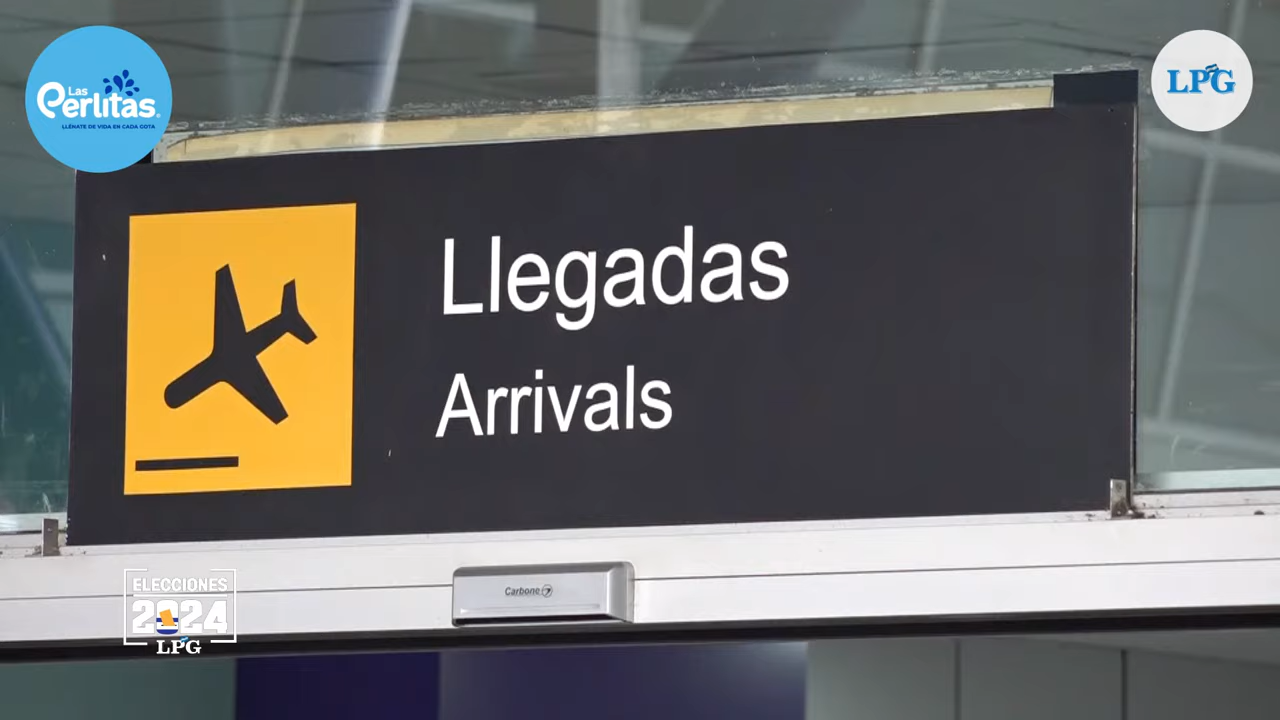 Las
Perlitas
LLÉNATE DE VIDA EN CADA GOTA
LPG
Llegadas
Arrivals
Carbone
ELECCIONES
2024
LPG